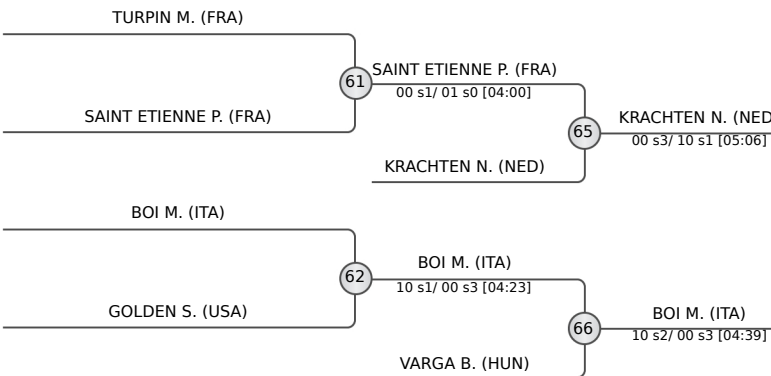 TURPIN M. (FRA)
61
SAINT ETIENNE P. (FRA)
00 s1/ 01 s0 [04:00]
SAINT ETIENNE P. (FRA)
65
KRACHTEN N. (NED
00 s3/ 10 s1 [05:06]
KRACHTEN N. (NED)
BOI M. (ITA)
62
BOI M. (ITA)
10 s1/ 00 s3 [04:23]
GOLDEN S. (USA)
66
BOI M. (ITA)
10 s2/ 00 s3 [04:39]
VARGA B. (HUN)